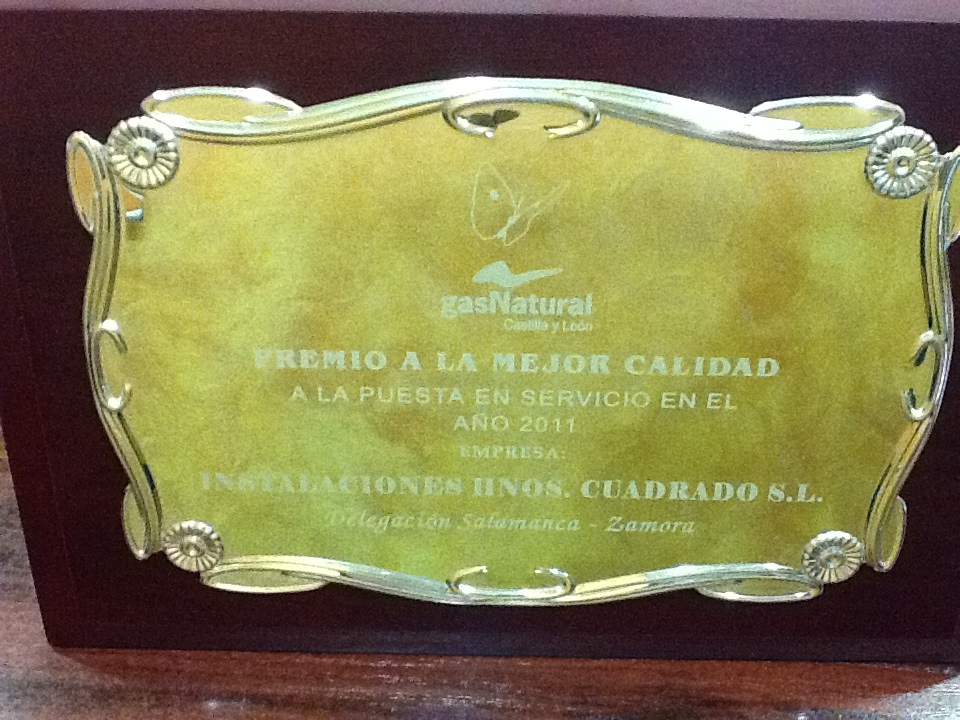 gasNatural
Castilla y León
PREMIO A LA MEJOR CALIDAD
A LA PUESTA EN SERVICIO EN EL
AÑO 2011
EMPRESA:
INSTALACIONES HNOS. CUADRADO S.L.
Delegación Salamanca - Zamora